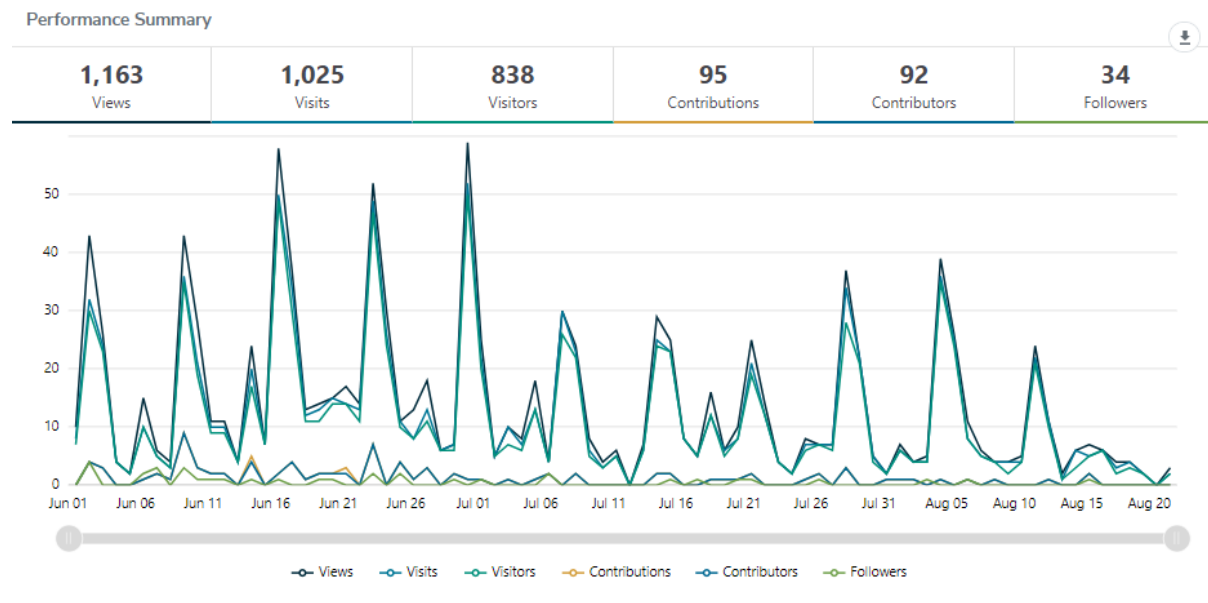 Performance Summary
1,163 1,025 838 95 92 34
Views Visits Visitors Contributions Contributors Followers
50
40
30
20
10
0
Jun 01 Jun 06 Jun 11 Jun 16 Jun 21 Jun 26 Jul 01 Jul 06 Jul 11 Jul 16 Jul 21 Jul 26 Jul 31 Aug 05 Aug 10 Aug 15 Aug 20
Views Visits Visitors Contributions Contributors Followers